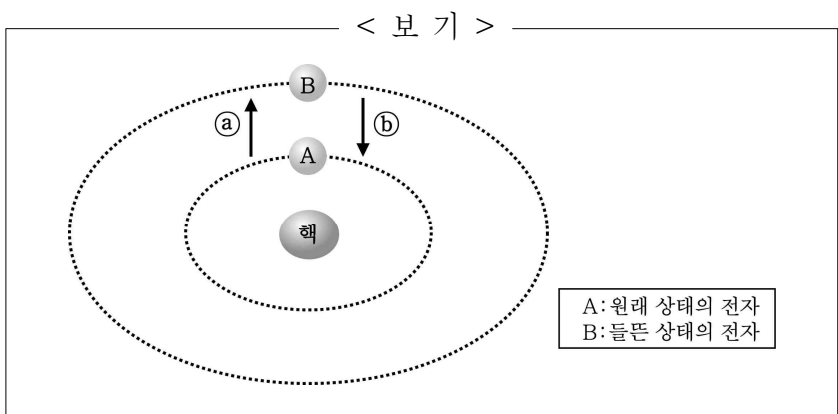 < 보 기 >
B
ⓐ ⓑ
A
핵
A:원래 상태의 전자
B:들뜬 상태의 전자